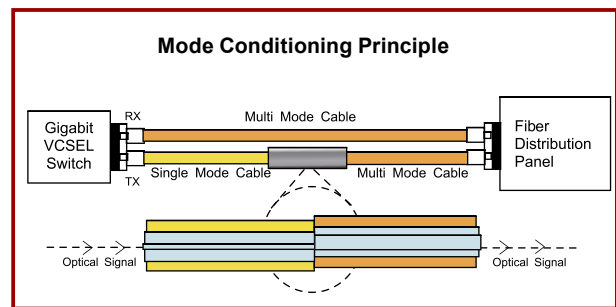 Mode Conditioning Principle
RX
Multi Mode Cable
Gigabit
VCSEL
Switch
Fiber
Distribution
Panel
TX
Single Mode Cable
Multi Mode Cable
Optical Signal
Optical Signal